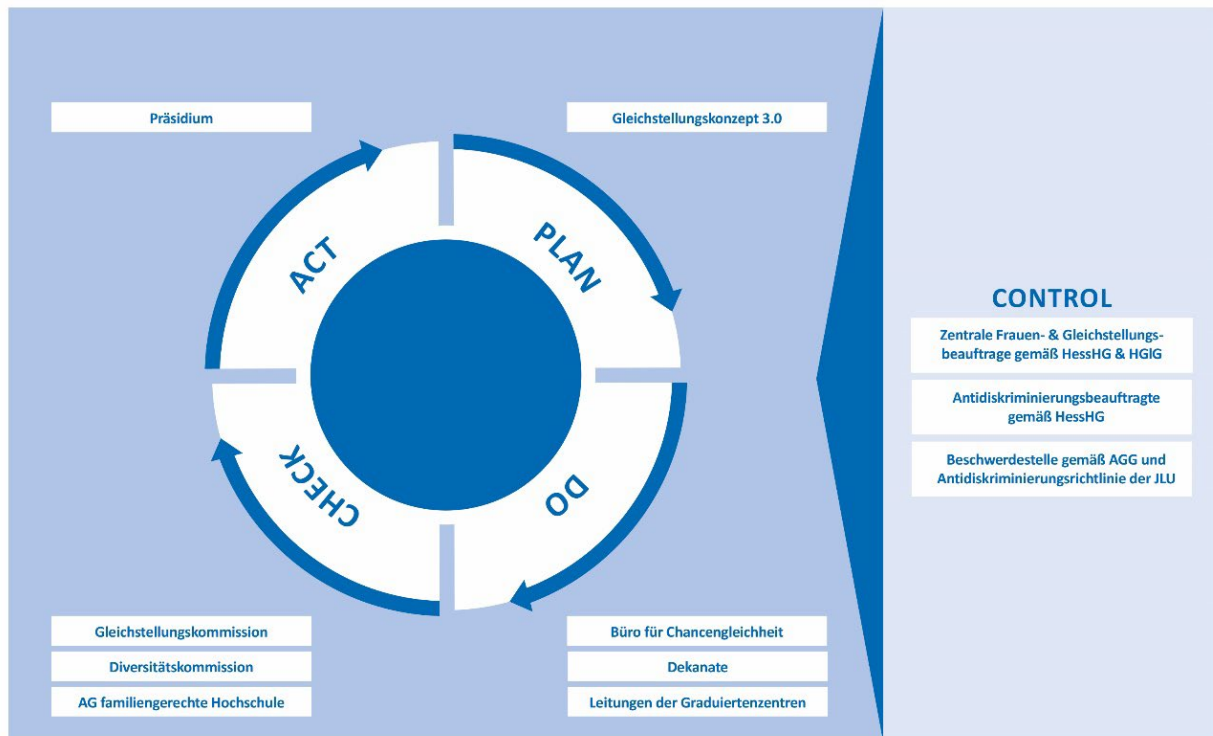 Präsidium
Gleichstellungskonzept 3.0
ACT
PLAN
CHECK
DO
Gleichstellungskommission
Diversitätskommission
AG familiengerechte Hochschule
Büro für Chancengleichheit
Dekanate
Leitungen der Graduiertenzentren
CONTROL
Zentrale Frauen- & Gleichstellungs-
beauftrage gemäß HessHG & HGlG
Antidiskriminierungsbeauftragte
gemäß HessHG
Beschwerdestelle gemäß AGG und
Antidiskriminierungsrichtlinie der JLU